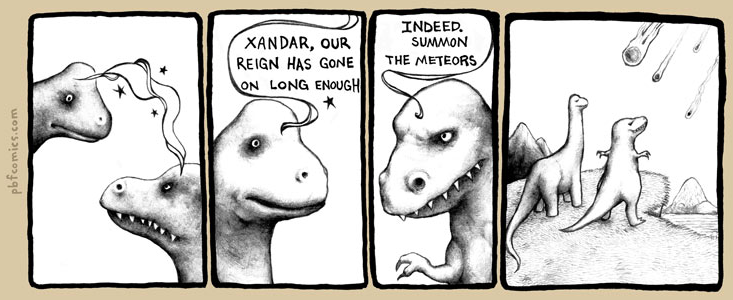 pbfcomics.com
XANDAR, OUR
REIGN HAS GONE
ON LONG ENOUGH
INDEED.
SUMMON
THE METEORS